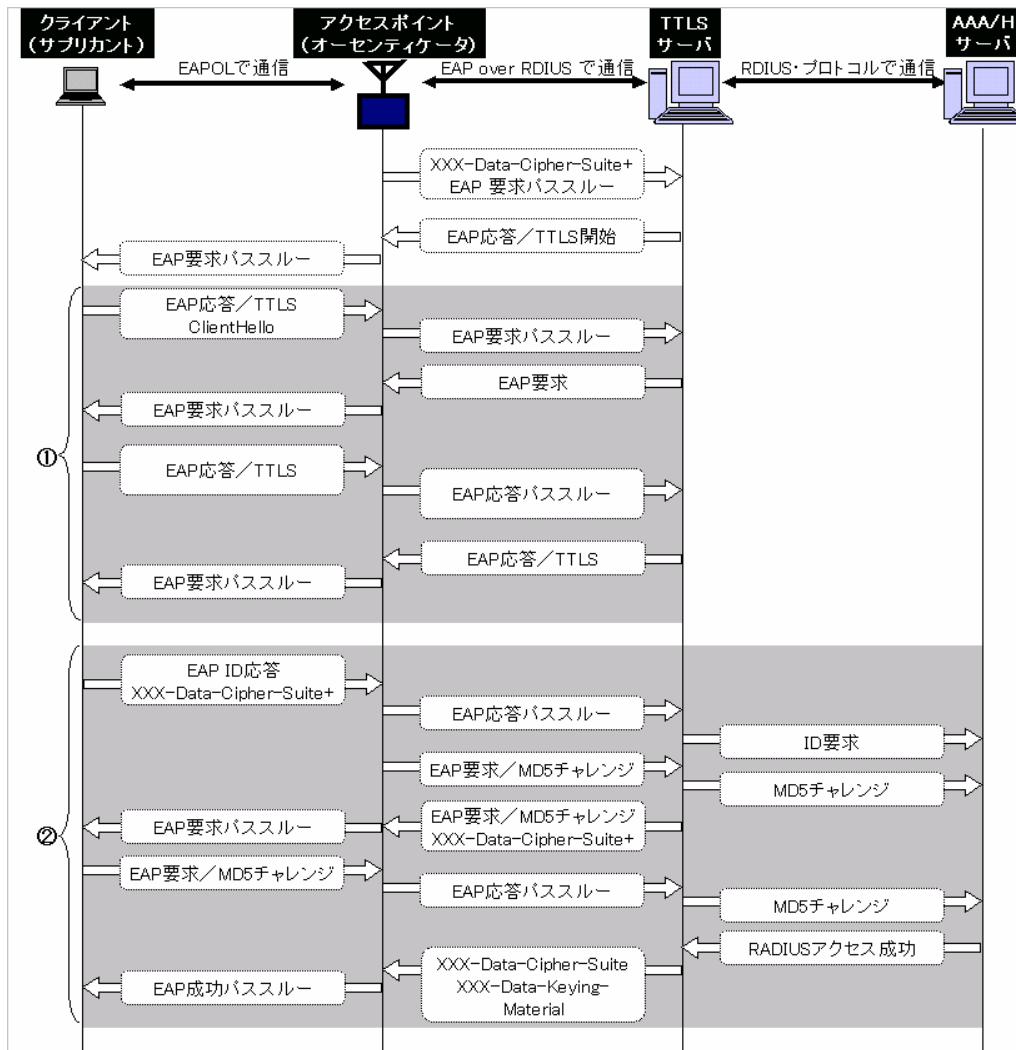 クライアント
(サプリカント)
アクセスポイント
(オーセンティケータ)
TTLS
サーバ
AAA/H
サーバ
EAPOLで通信
EAP over RDIUS で通信
RDIUS・プロトコルで通信
XXX-Data-Cipher-Suite+
EAP 要求パススルー
EAP応答/TTLS開始
EAP要求パススルー
①
EAP応答/TTLS
ClientHello
EAP要求パススルー
EAP要求
EAP要求パススルー
EAP応答/TTLS
EAP応答パススルー
EAP応答/TTLS
EAP要求パススルー
②
EAP ID応答
XXX-Data-Cipher-Suite+
EAP応答パススルー
ID要求
EAP要求/MD5チャレンジ
MD5チャレンジ
EAP要求/MD5チャレンジ
XXX-Data-Cipher-Suite+
EAP要求パススルー
EAP要求/MD5チャレンジ
EAP応答パススルー
MD5チャレンジ
RADIUSアクセス成功
XXX-Data-Cipher-Suite
XXX-Data-Keying-
Material
EAP成功パススルー